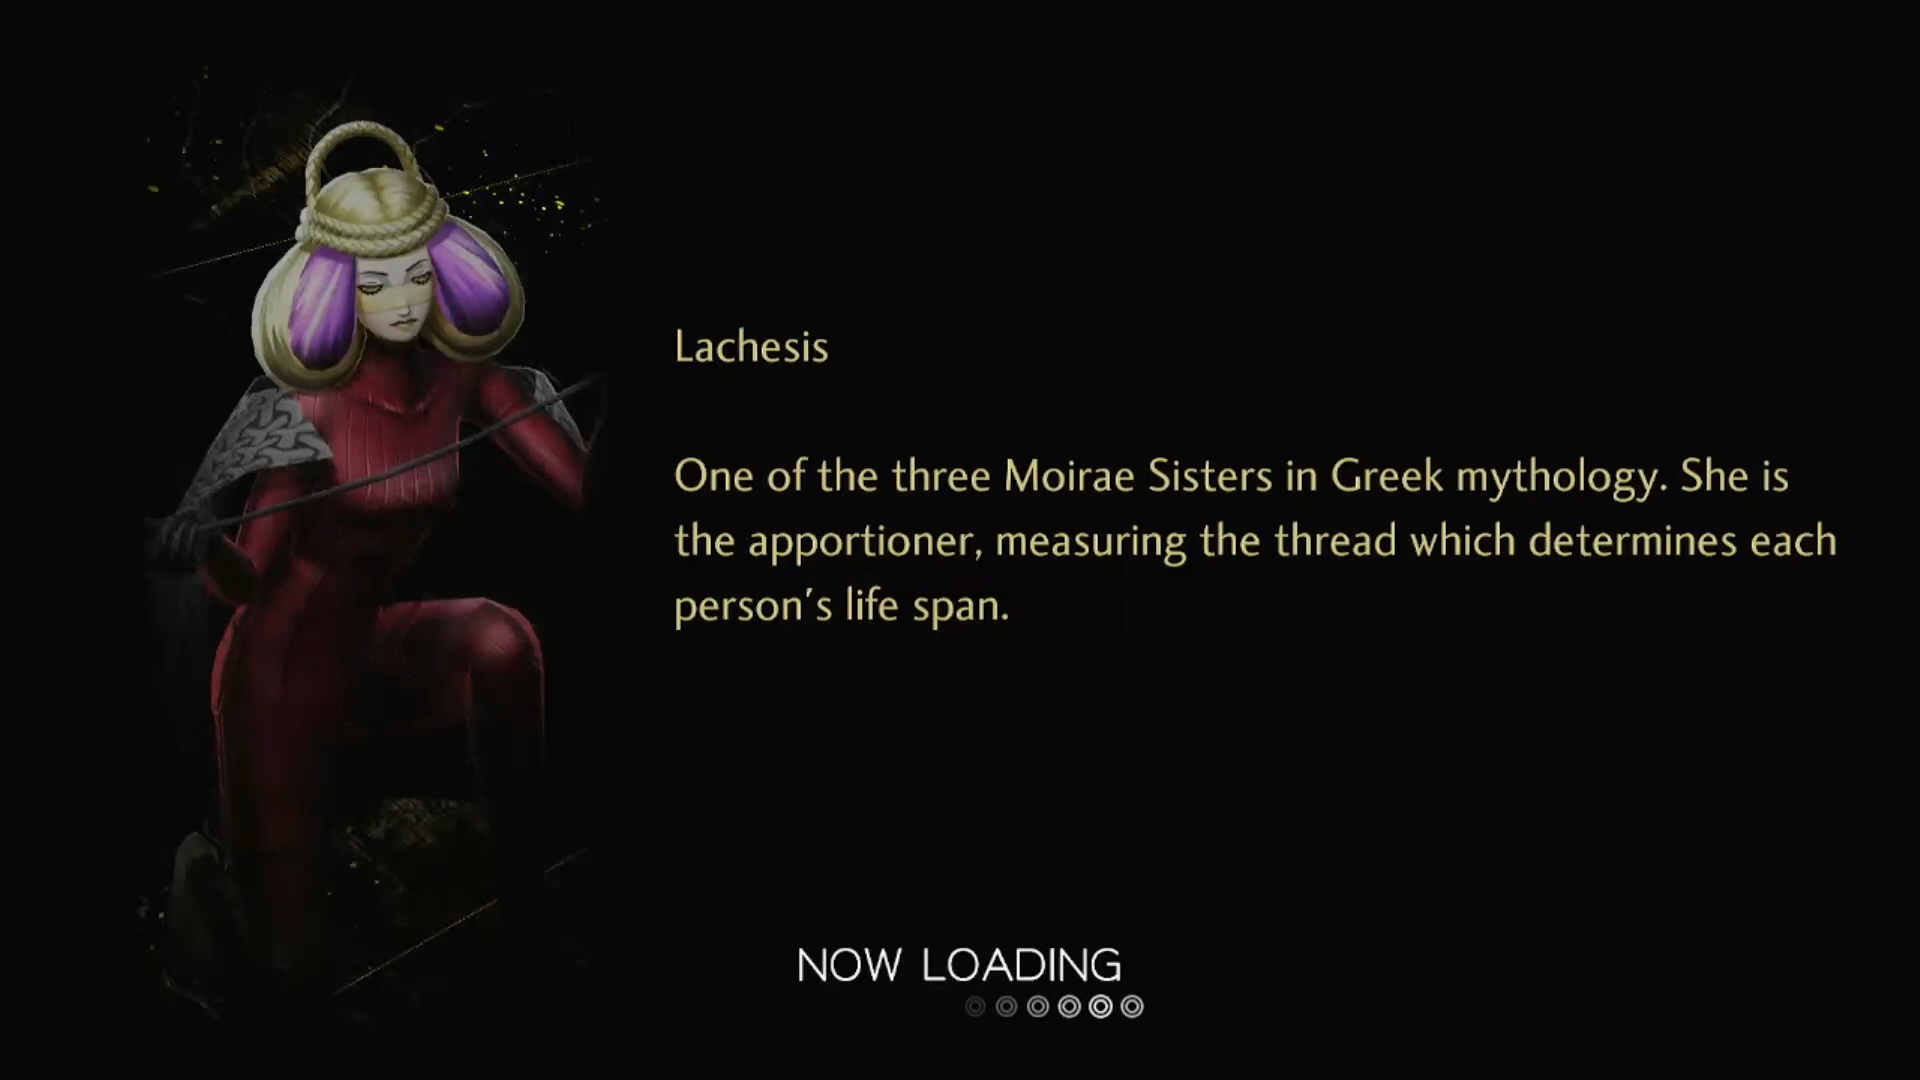 Lachesis
One of the three Moirae Sisters in Greek mythology. She is
the apportioner, measuring the thread which determines each
person's life span.
NOW LOADING